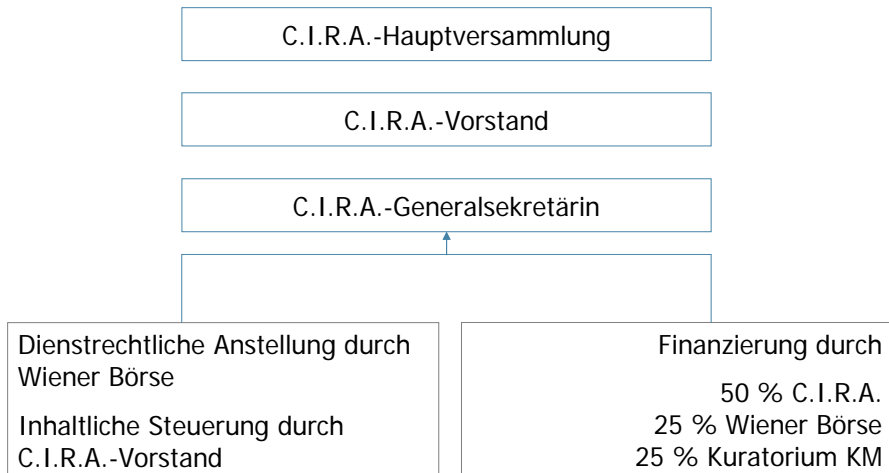 C.I.R.A.-Hauptversammlung
C.I.R.A.-Vorstand
C.I.R.A.-Generalsekretärin
Dienstrechtliche Anstellung durch
Wiener Börse
Inhaltliche Steuerung durch
C.I.R.A.-Vorstand
Finanzierung durch
50 % C.I.R.A.
25 % Wiener Börse
25 % Kuratorium KM